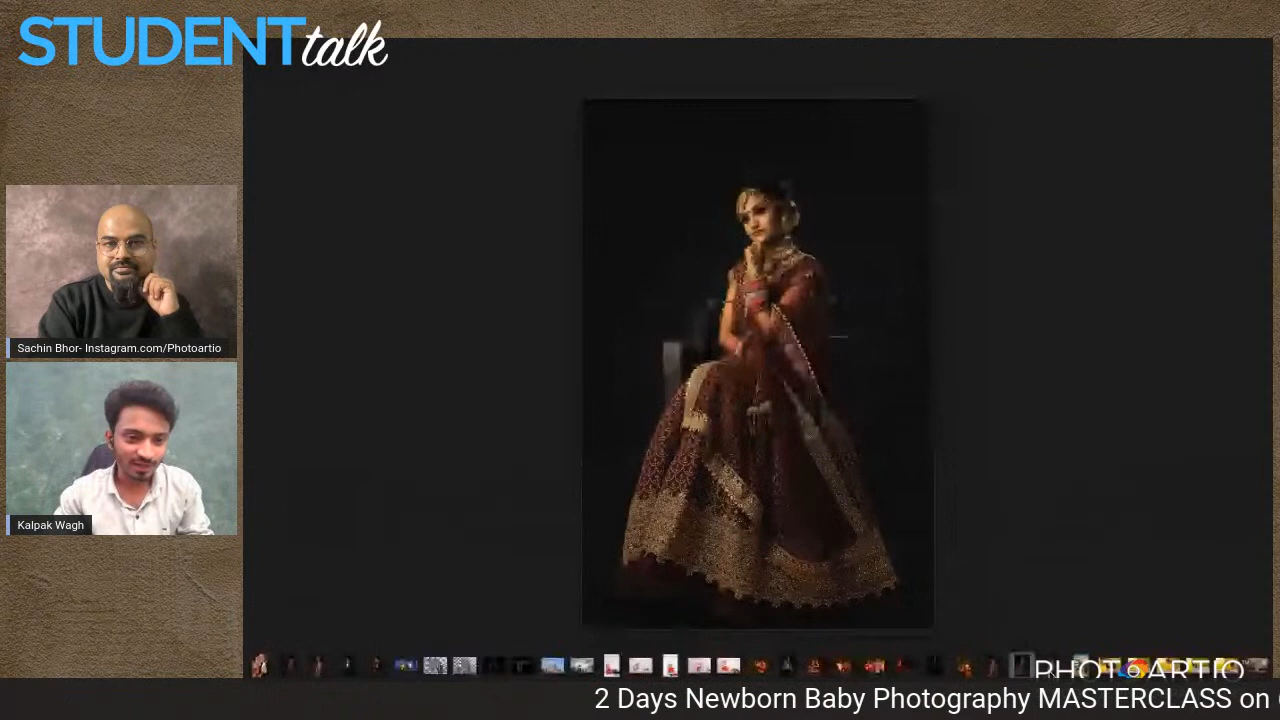 STUDENTtalk
Sachin Bhor- Instagram.com/Photoartio
Kalpak Wagh
PHOTOARTIO
2 Days Newborn Baby Photography MASTERCLASS on